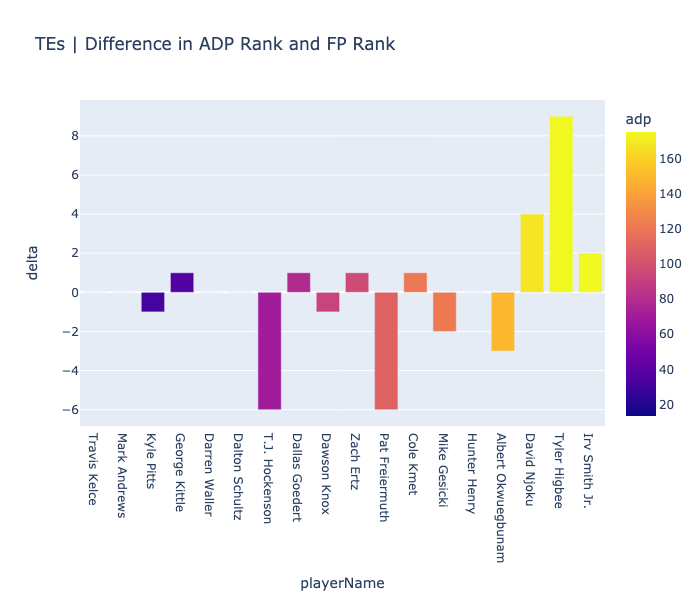 TEs | Difference in ADP Rank and FP Rank
adp
8
6
4
2
0
−2
−4
−6
delta
160
140
120
100
80
60
40
20
Travis Kelce
Mark Andrews
Kyle Pitts
George Kittle
Darren Waller
Dalton Schultz
T.J. Hockenson
Dallas Goedert
Dawson Knox
Zach Ertz
Pat Freiermuth
Cole Kmet
Mike Gesicki
Hunter Henry
Albert Okwuegbunam
David Njoku
Tyler Higbee
Irv Smith Jr.
playerName